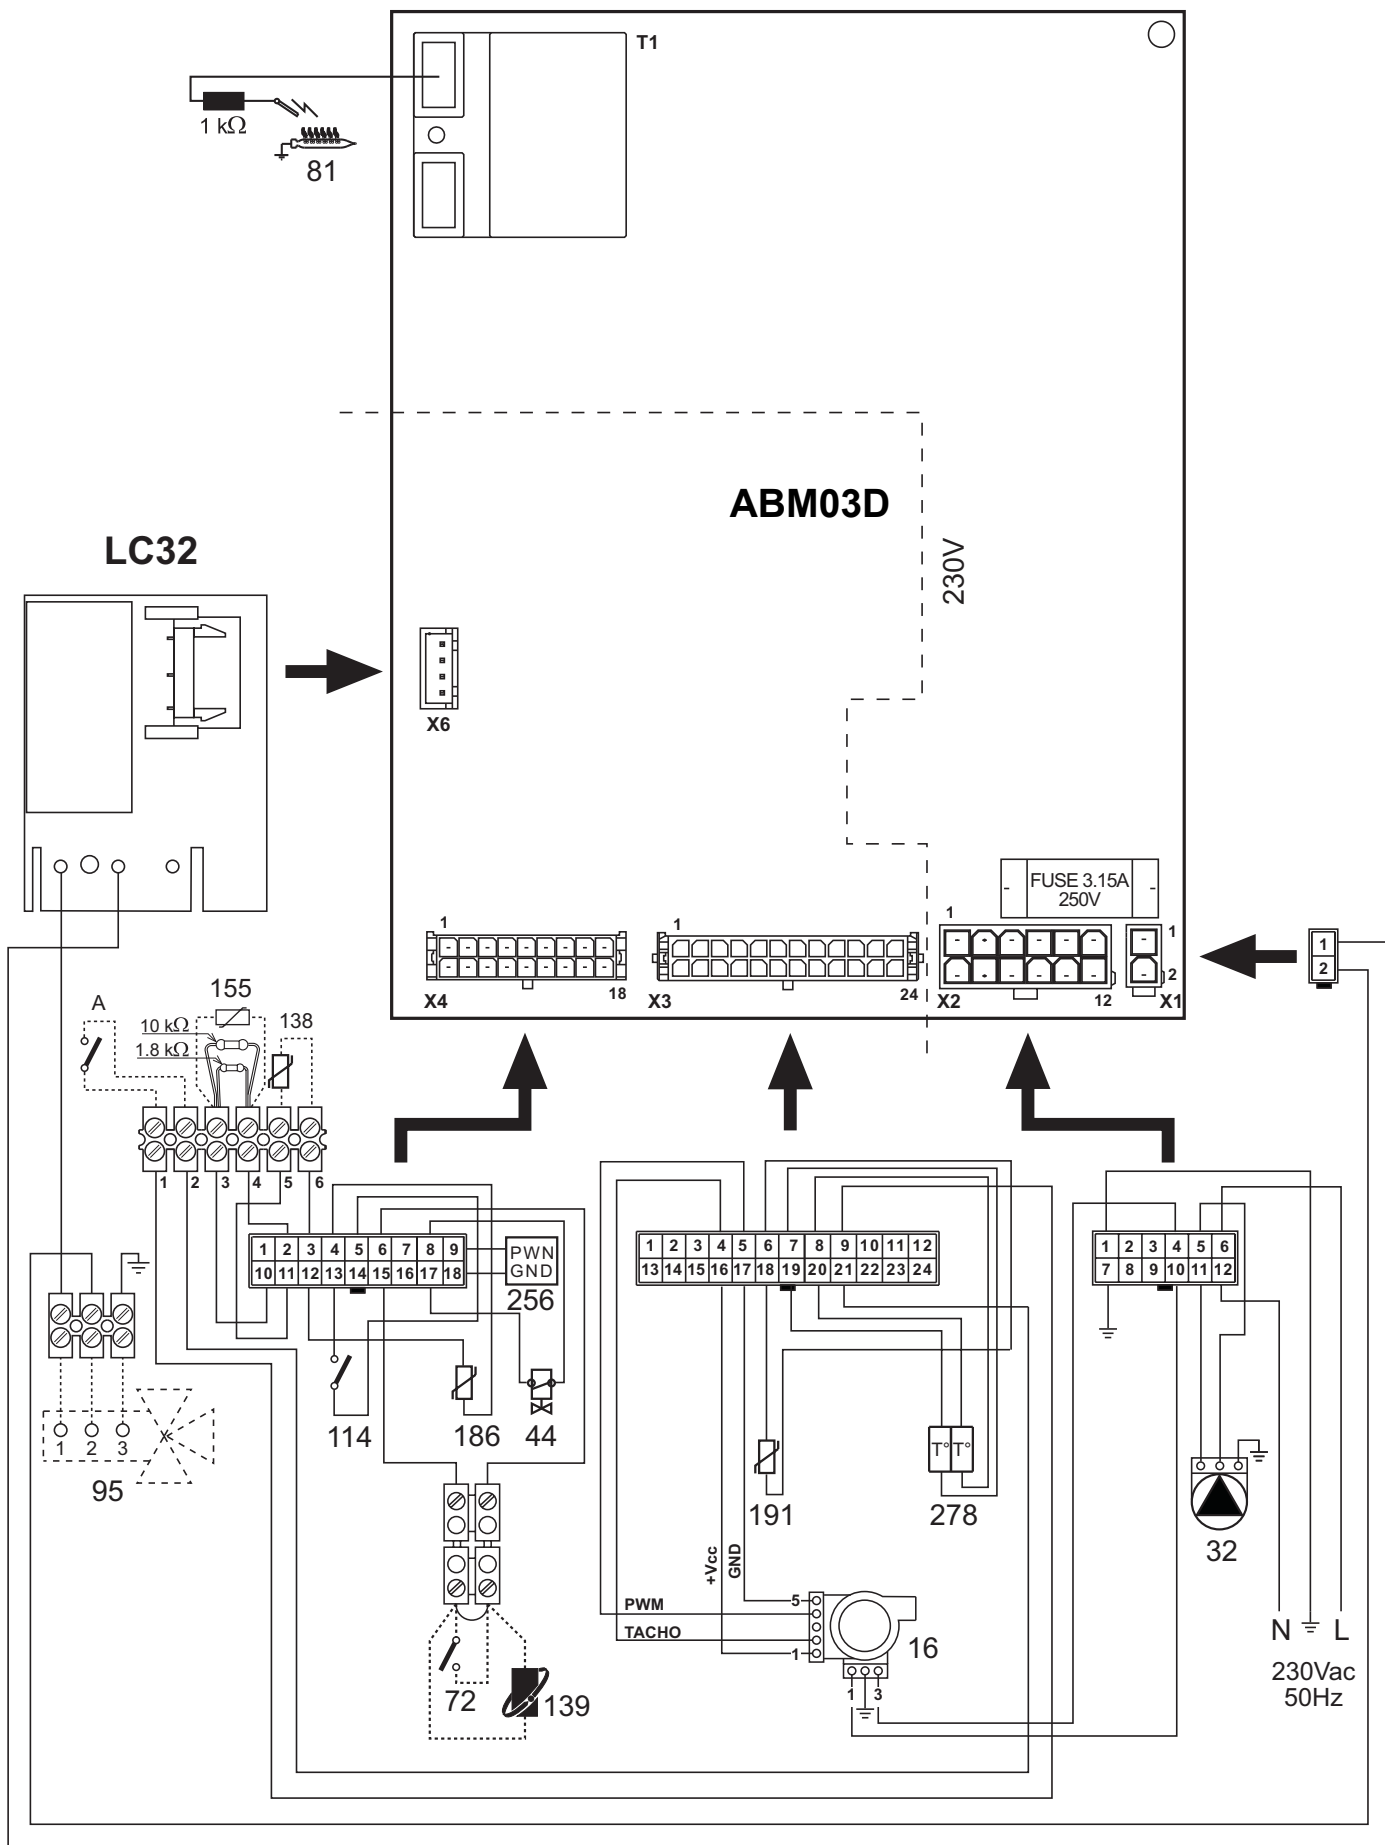 T1
1 kΩ
81
ABM03D
230V
LC32
X6
FUSE 3.15A
250V
1
1
1
1
2
X4
18
X3
24
X2
12
X1
1
2
A
155
10 kΩ
1.8 kΩ
138
1 2 3 4 5 6
1 2 3 4 5 6 7 8 9
10 11 12 13 14 15 16 17 18
PWN
GND
256
1 2 3 4 5 6 7 8 9 10 11 12
13 14 15 16 17 18 19 20 21 22 23 24
1 2 3 4 5 6
7 8 9 10 11 12
114
186
44
1 2 3
95
191
T° T°
278
32
+Vcc
GND
PWM
TACHO
5
1
16
1 3
72
139
N L
230Vac
50Hz